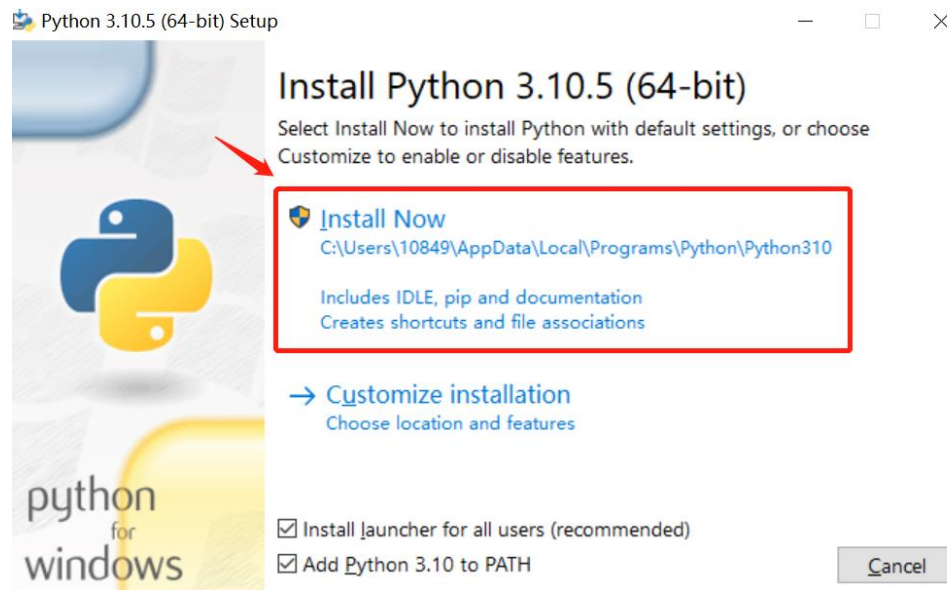 Python 3.10.5 (64-bit) Setup
Install Python 3.10.5 (64-bit)
Select Install Now to install Python with default settings, or choose
Customize to enable or disable features.
Install Now
C:\Users\10849\AppData\Local\Programs\Python\Python310
Includes IDLE, pip and documentation
Creates shortcuts and file associations
Customize installation
Choose location and features
python
for
windows
Install launcher for all users (recommended)
Add Python 3.10 to PATH
Cancel